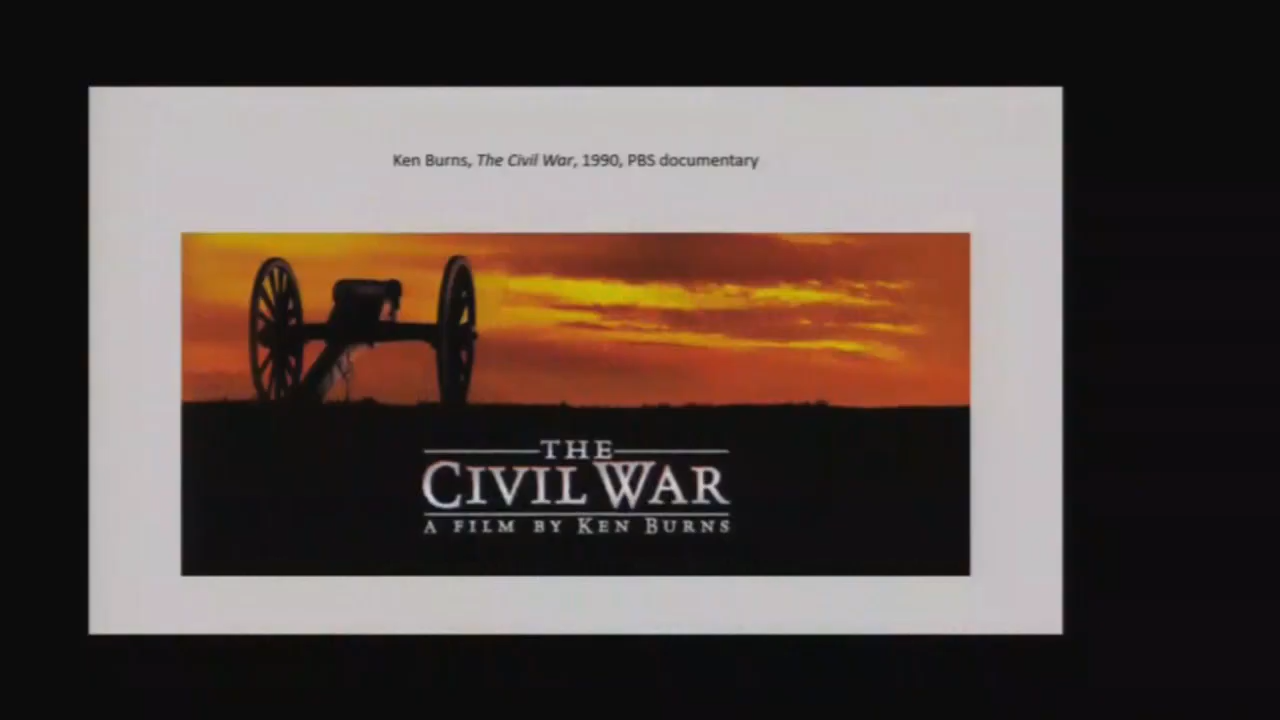 Ken Burns, The Civil War, 1990, PBS documentary
THE
CIVIL WAR
A FILM BY KEN BURNS